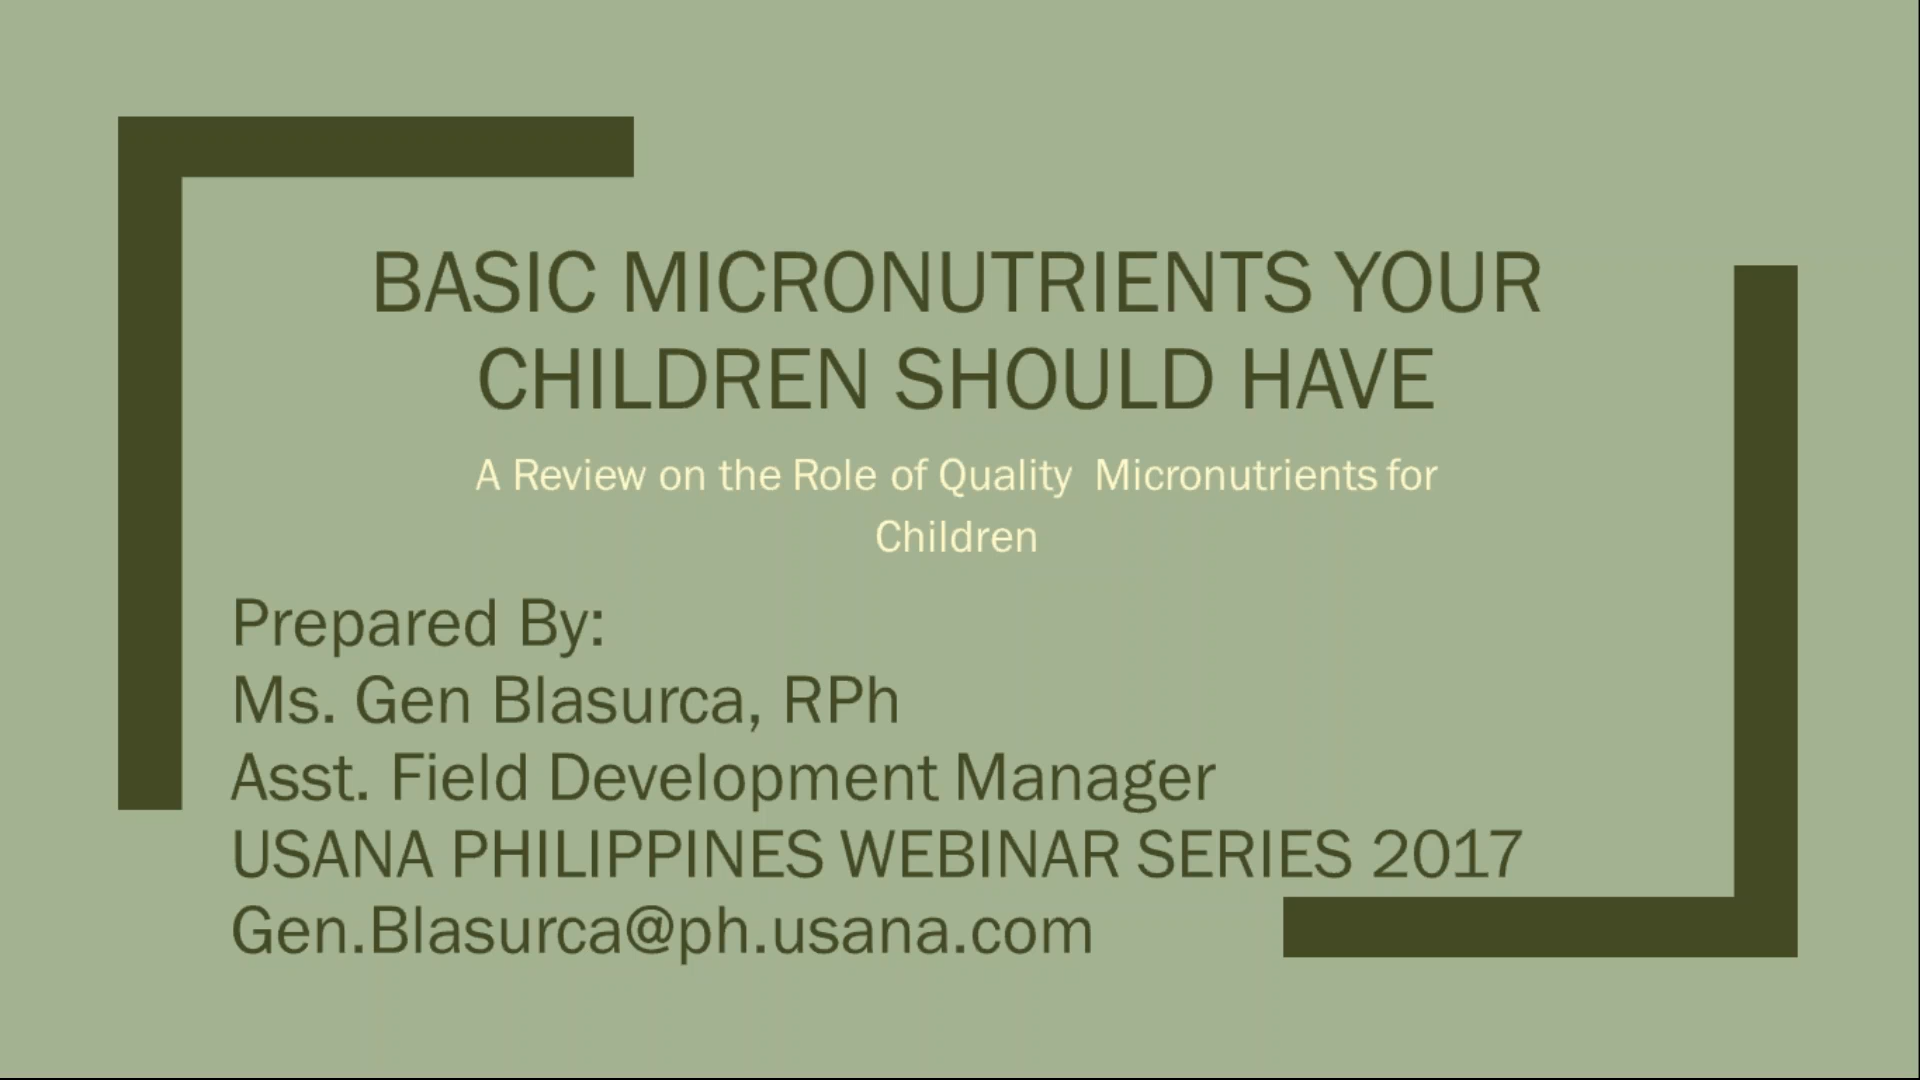 BASIC MICRONUTRIENTS YOUR
CHILDREN SHOULD HAVE
A Review on the Role of Quality  Micronutrients for
Children
Prepared By:
Ms. Gen Blasurca, RPh
Asst. Field Development Manager
USANA PHILIPPINES WEBINAR SERIES 2017
Gen.Blasurca@ph.usana.com